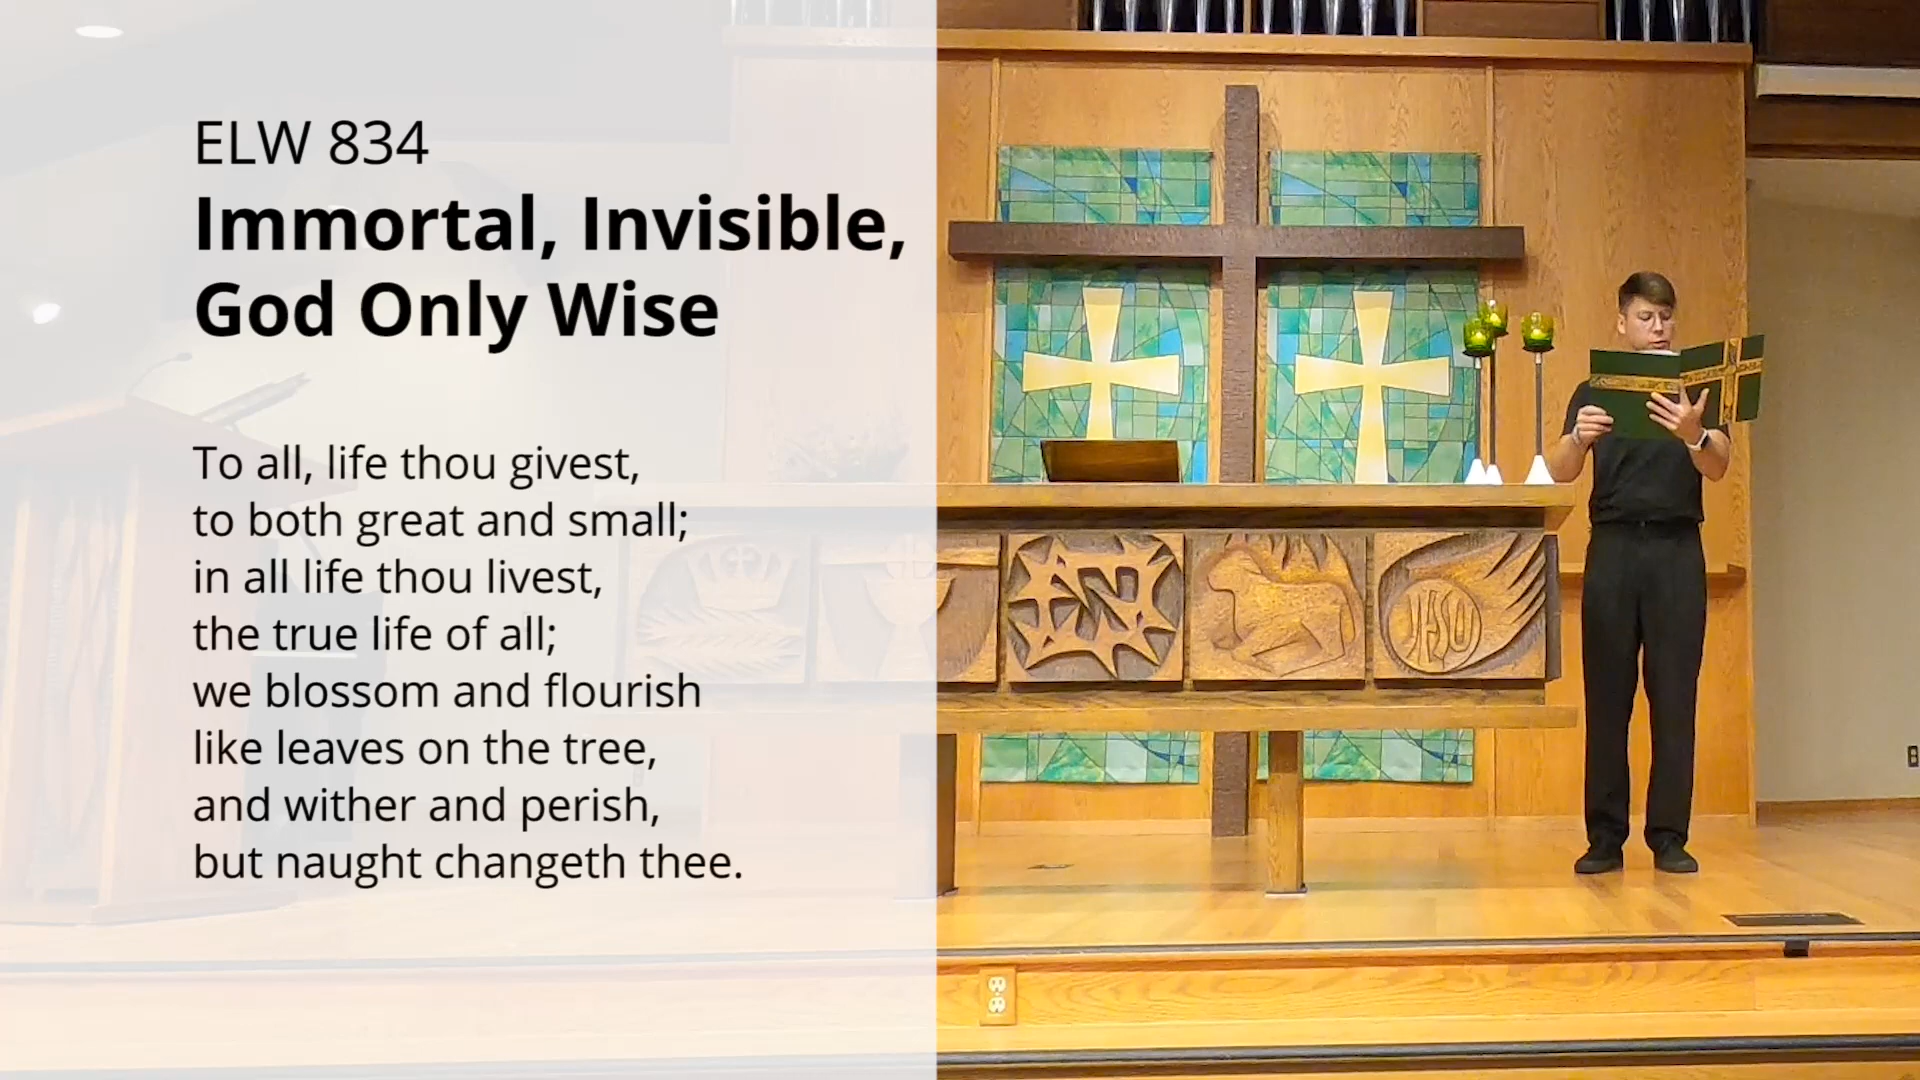 ELW 834
Immortal, Invisible,
God Only Wise
To all, life thou givest,
to both great and small;
in all life thou livest,
the true life of all;
we blossom and flourish
like leaves on the tree,
and wither and perish,
but naught changeth thee.